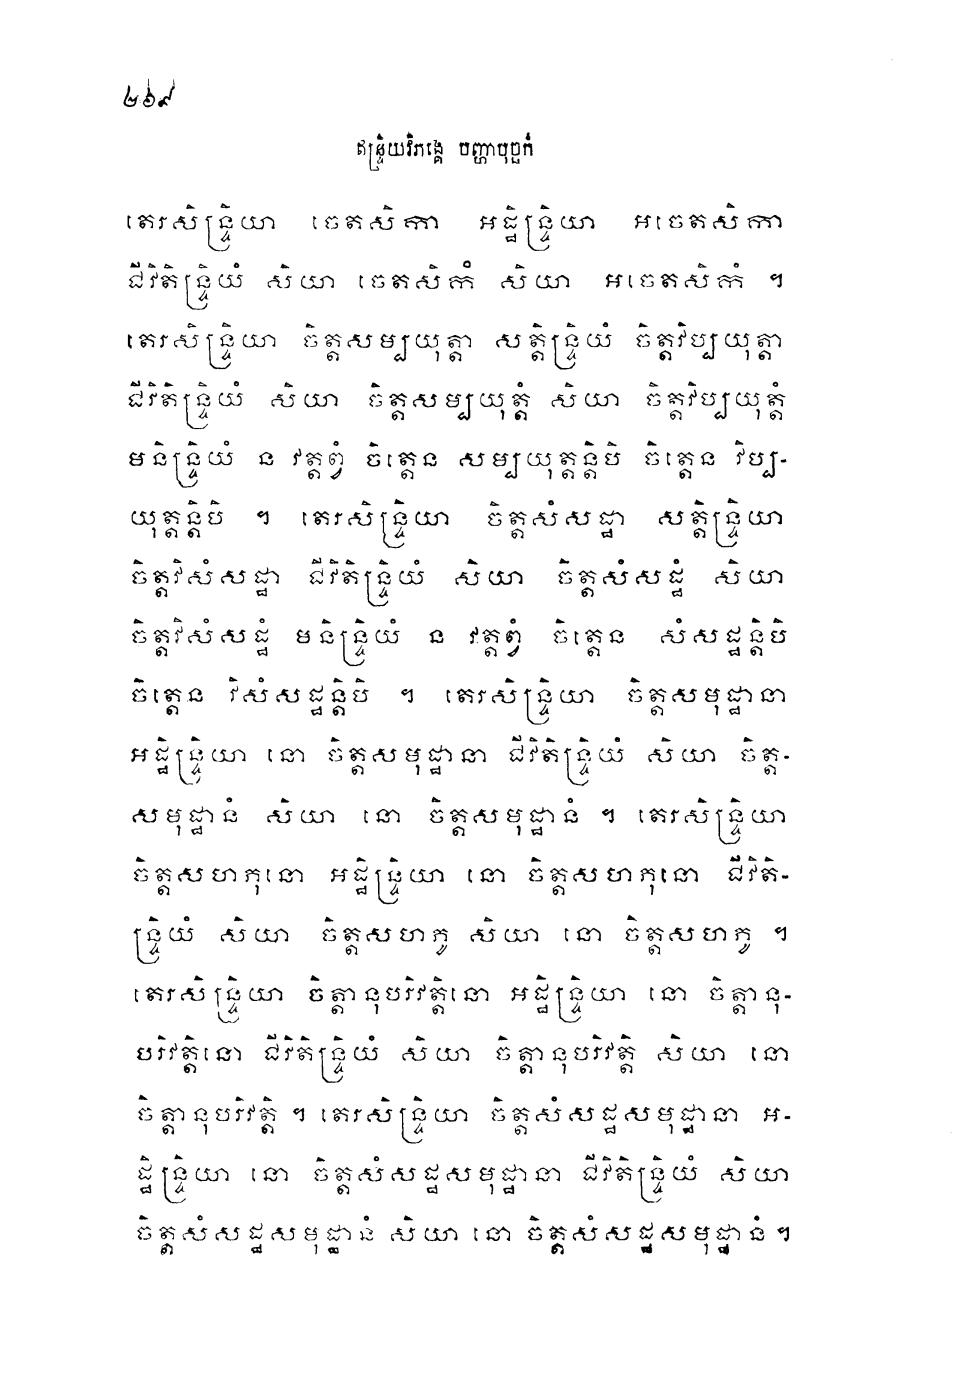 ២៦៩
ឥន្ទ្រិយវិភង្គេ បញ្ហាបុច្ឆកំ
តេរសិន្ទ្រិយា ចេតសិកា អដ្ឋិន្ទ្រិយា អចេតសិកា
ជីវិតិន្ទ្រិយំ សិយា ចេតសិកំ សិយា អចេតសិកំ ។
តេរសិន្ទ្រិយា ចិត្តសម្បយុត្តា សត្តិន្ទ្រិយំ ចិត្តវិប្បយុត្តា
ជីវិតិន្ទ្រិយំ សិយា ចិត្តសម្បយុត្តំ សិយា ចិត្តវិប្បយុត្តំ
មនិន្ទ្រិយំ ន វត្តព្វំ ចិត្តេន សម្បយុត្តន្តិបិ ចិត្តេន វិប្ប-
យុត្តន្តិបិ ។ តេរសិន្ទ្រិយា ចិត្តសំសដ្ឋា សត្តិន្ទ្រិយា
ចិត្តវិសំសដ្ឋា ជីវិតិន្ទ្រិយំ សិយា ចិត្តសំសដ្ឋំ សិយា
ចិត្តវិសំសដ្ឋំ មនិន្ទ្រិយំ ន វត្តព្វំ ចិត្តេន សំសដ្ឋន្តិបិ
ចិត្តេន វិសំសដ្ឋន្តិបិ ។ តេរសិន្ទ្រិយា ចិត្តសមុដ្ឋានា
អដ្ឋិន្ទ្រិយា នោ ចិត្តសមុដ្ឋានា ជីវិតិន្ទ្រិយំ សិយា ចិត្ត-
សមុដ្ឋានំ សិយា នោ ចិត្តសមុដ្ឋានំ ។ តេរសិន្ទ្រិយា
ចិត្តសហភុនោ អដ្ឋិន្ទ្រិយា នោ ចិត្តសហភុនោ ជីវិតិ-
ន្ទ្រិយំ សិយា ចិត្តសហភូ សិយា នោ ចិត្តសហភូ ។
តេរសិន្ទ្រិយា ចិត្តានុបរិវត្តិនោ អដ្ឋិន្ទ្រិយា នោ ចិត្តានុ-
បរិវត្តិនោ ជីវិតិន្ទ្រិយំ សិយា ចិត្តានុបរិវត្តិ សិយា នោ
ចិត្តានុបរិវត្តិ ។ តេរសិន្ទ្រិយា ចិត្តសំសដ្ឋសមុដ្ឋានា អ-
ដ្ឋិន្ទ្រិយា នោ ចិត្តសំសដ្ឋសមុដ្ឋានា ជីវិតិន្ទ្រិយំ សិយា
ចិត្តសំសដ្ឋសមុដ្ឋានំ សិយា នោ ចិត្តសំសដ្ឋសមុដ្ឋានំ ។